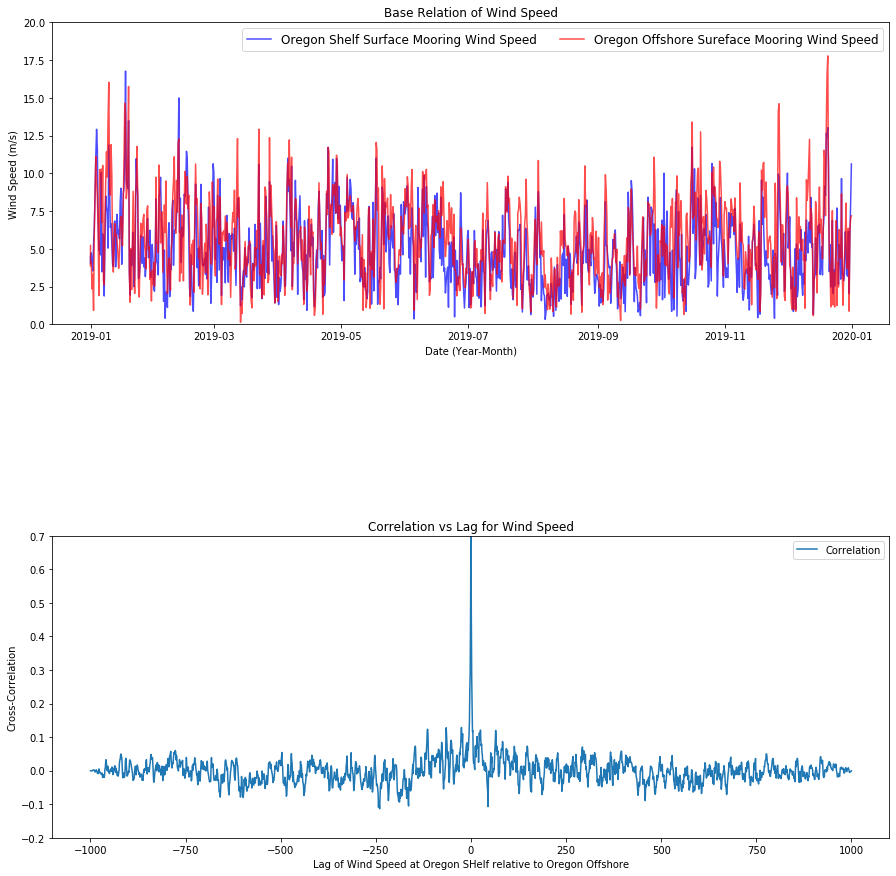 Base Relation of Wind Speed
Oregon Shelf Surface Mooring Wind Speed
Oregon Offshore Sureface Mooring Wind Speed
20.0
17.5
15.0
12.5
10.0
7.5
5.0
2.5
0.0
Wind Speed (m/s)
2019-01 2019-03 2019-05 2019-07 2019-09 2019-11 2020-01
Date (Year-Month)
Correlation vs Lag for Wind Speed
Correlation
0.7
0.6
0.5
0.4
0.3
0.2
0.1
0.0
−0.1
−0.2
Cross-Correlation
−1000 −750 −500 −250 0 250 500 750 1000
Lag of Wind Speed at Oregon SHelf relative to Oregon Offshore